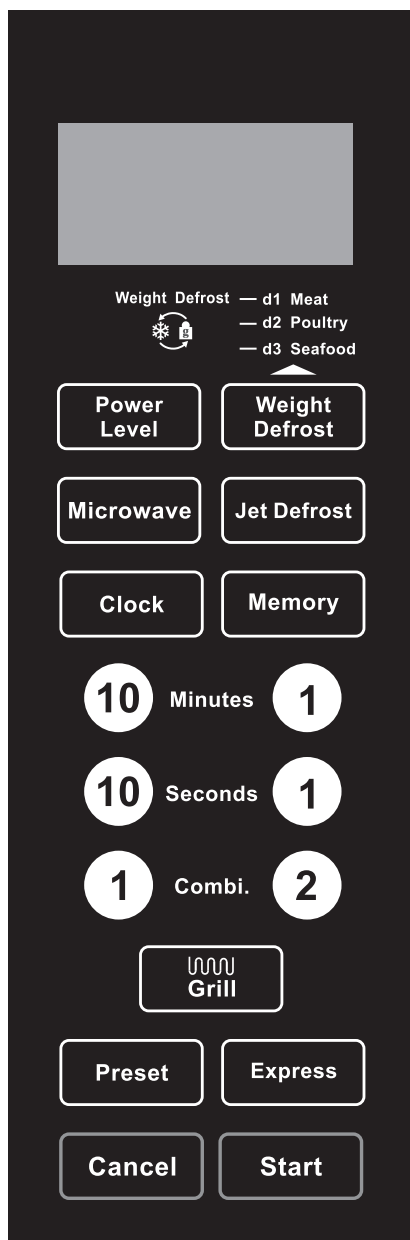 Weight Defrost — d1 Meat
— d2 Poultry
g
— d3 Seafood
Power
Level
Weight
Defrost
Microwave
Jet Defrost
Clock
Memory
10 Minutes 1
10 Seconds 1
1 Combi. 2
Grill
Preset
Express
Cancel
Start